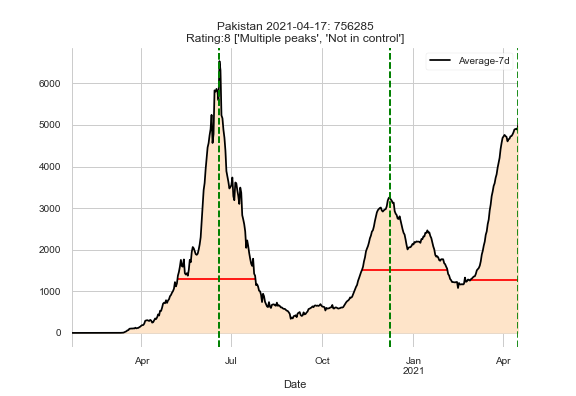 Pakistan 2021-04-17: 756285
Rating:8 ['Multiple peaks', 'Not in control']
Average-7d
6000
5000
4000
3000
2000
1000
0
Apr
Jul
Oct
Jan
2021
Apr
Date